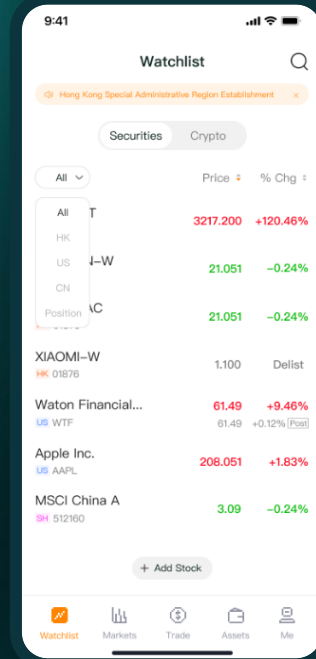 9:41
Watchlist
Hong Kong Special Administrative Region Establishment ×
Securities Crypto
All Price % Chg
All
HK
US
CN
Position
T
3217.200 +120.46%
N-W
21.051 -0.24%
AC
21.051 -0.24%
XIAOMI-W
HK 01876
1.100 Delist
Waton Financial...
US WTF
61.49 +9.46%
61.49 +0.12% Post
Apple Inc.
US AAPL
208.051 +1.83%
MSCI China A
SH 512160
3.09 -0.24%
+ Add Stock
Watchlist Markets Trade Assets Me